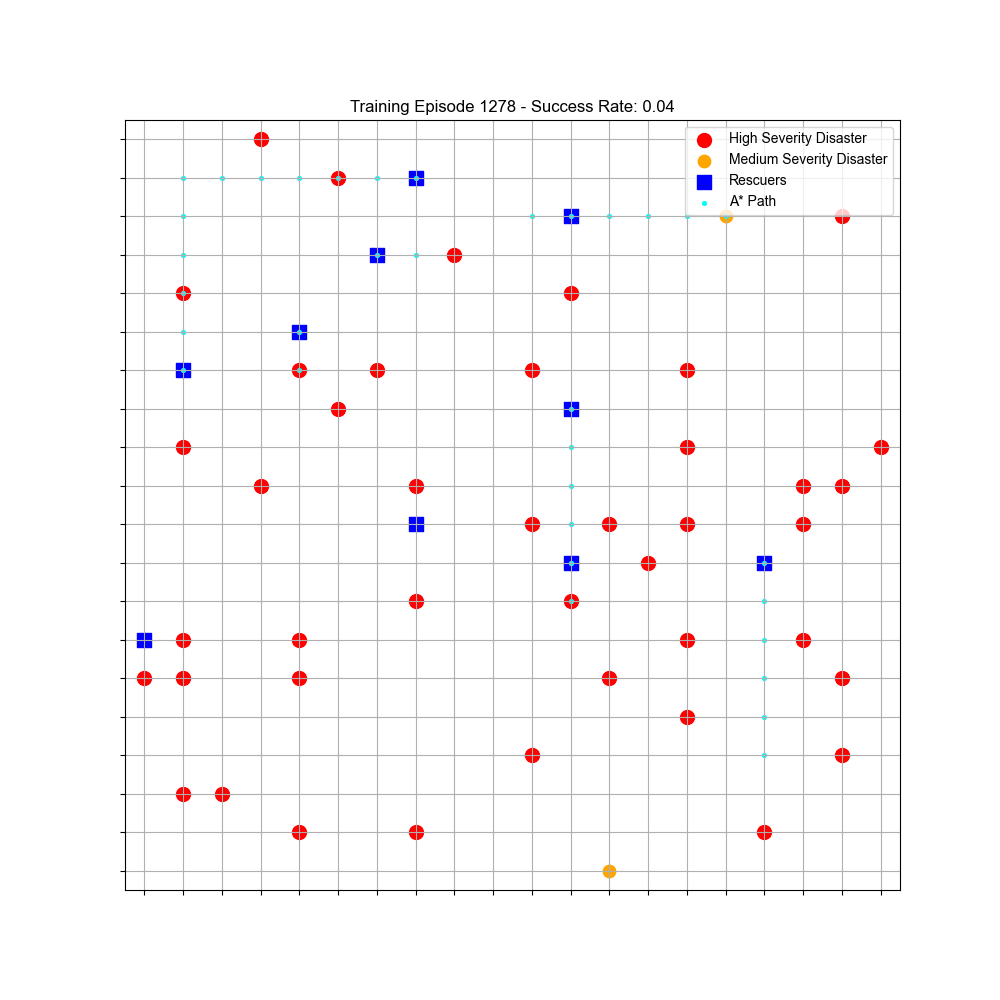 Training Episode 1278 - Success Rate: 0.04
High Severity Disaster
Medium Severity Disaster
Rescuers
A* Path